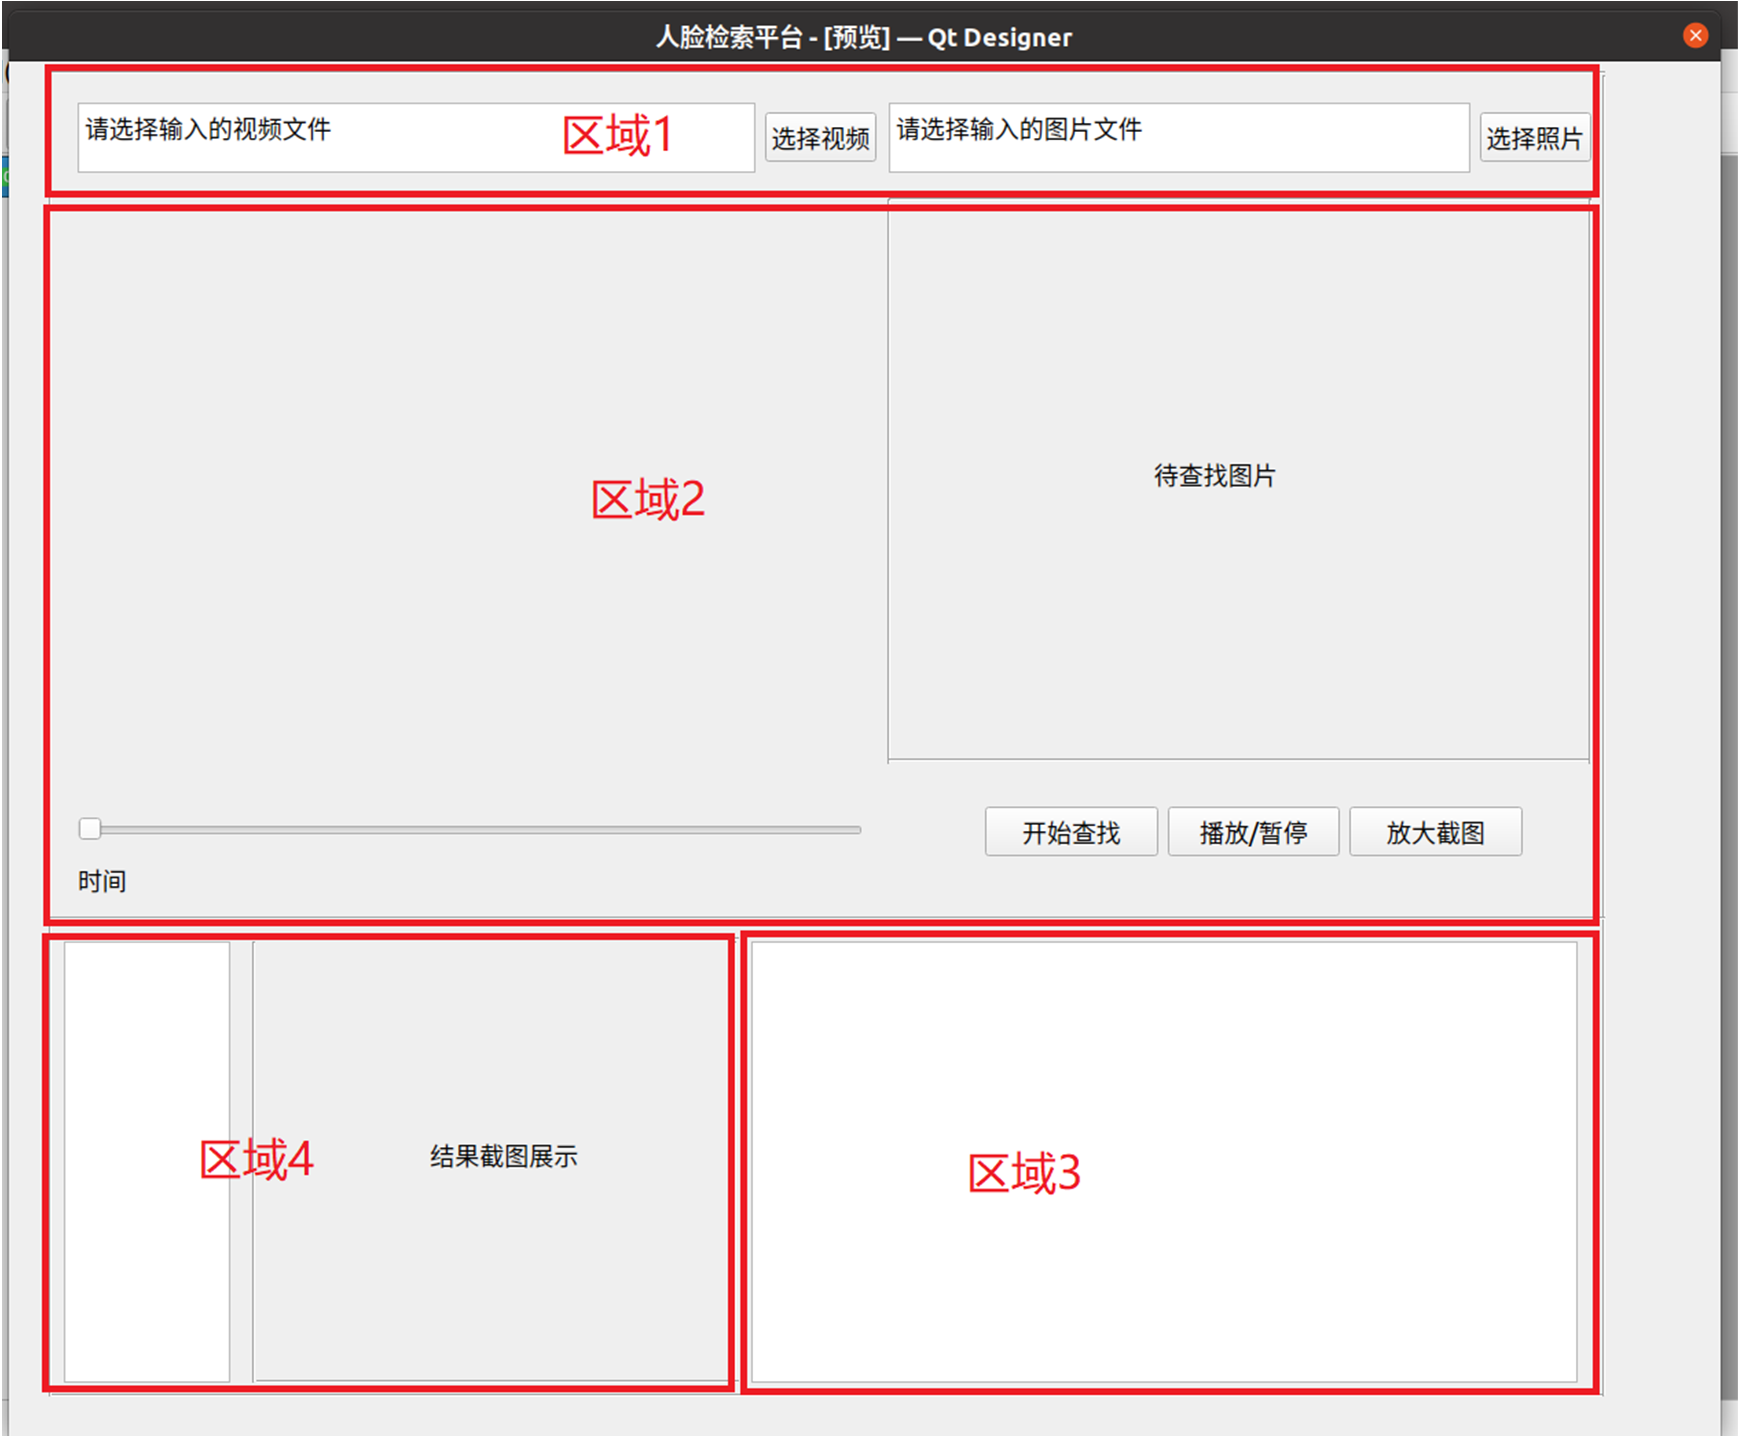 人脸检索平台 - [预览] — Qt Designer
请选择输入的视频文件
区域1
选择视频
请选择输入的图片文件
选择照片
区域2
待查找图片
开始查找
播放/暂停
放大截图
时间
区域4
结果截图展示
区域3